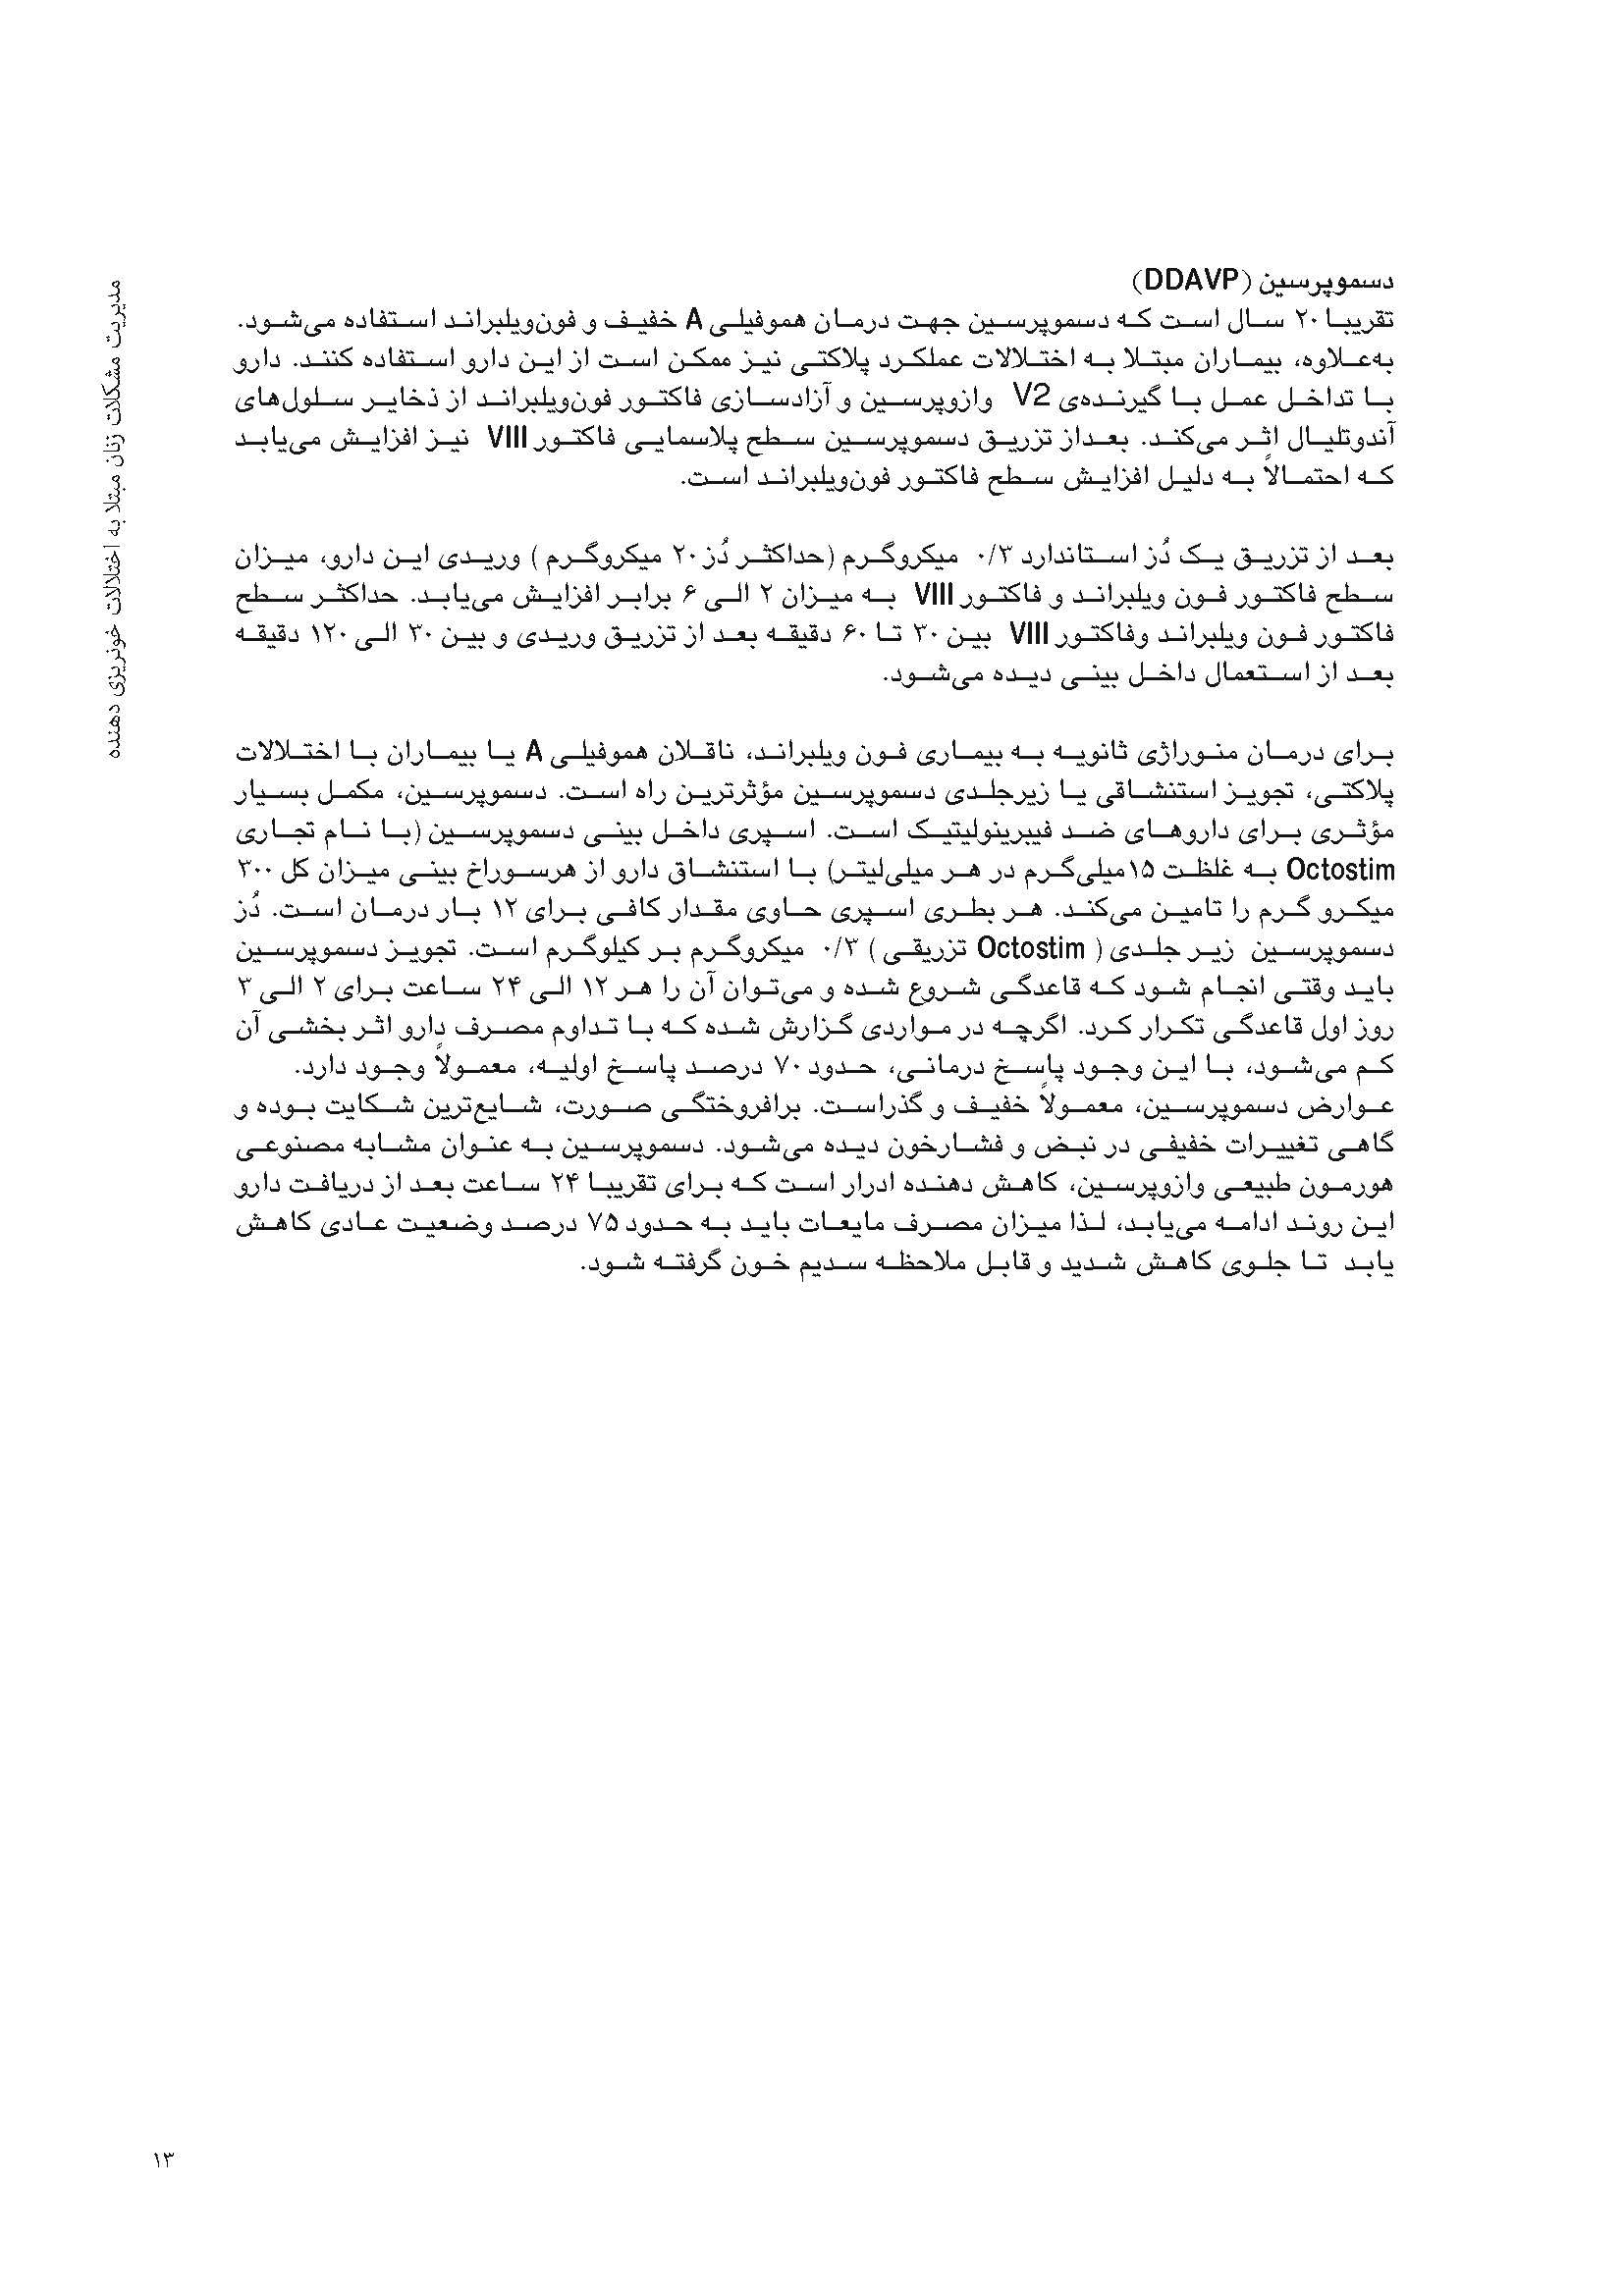 مدیریت مشکلات زنان مبتلا به اختلالات خونریزی دهنده
دسموپرسین (DDAVP)
تقریبا ۲۰ سال است که دسموپرسین جهت درمان هموفیلی A خفیف و فون‌ویلبراند استفاده می‌شود.
به‌علاوه، بیماران مبتلا به اختلالات عملکرد پلاکتی نیز ممکن است از این دارو استفاده کنند. دارو
با تداخل عمل با گیرنده‌ی V2 وازوپرسین و آزادسازی فاکتور فون‌ویلبراند از ذخایر سلول‌های
آندوتلیال اثر می‌کند. بعداز تزریق دسموپرسین سطح پلاسمایی فاکتور VIII نیز افزایش می‌یابد
که احتمالاً به دلیل افزایش سطح فاکتور فون‌ویلبراند است.
بعد از تزریق یک دُز استاندارد ۰/۳ میکروگرم (حداکثر دُز ۲۰ میکروگرم ) وریدی این دارو، میزان
سطح فاکتور فون ویلبراند و فاکتور VIII به میزان ۲ الی ۶ برابر افزایش می‌یابد. حداکثر سطح
فاکتور فون ویلبراند وفاکتور VIII بین ۳۰ تا ۶۰ دقیقه بعد از تزریق وریدی و بین ۳۰ الی ۱۲۰ دقیقه
بعد از استعمال داخل بینی دیده می‌شود.
برای درمان منوراژی ثانویه به بیماری فون ویلبراند، ناقلان هموفیلی A یا بیماران با اختلالات
پلاکتی، تجویز استنشاقی یا زیرجلدی دسموپرسین مؤثرترین راه است. دسموپرسین، مکمل بسیار
مؤثری برای داروهای ضد فیبرینولیتیک است. اسپری داخل بینی دسموپرسین (با نام تجاری
Octostim به غلظت ۱۵میلی‌گرم در هر میلی‌لیتر) با استنشاق دارو از هرسوراخ بینی میزان کل ۳۰۰
میکرو گرم را تامین می‌کند. هر بطری اسپری حاوی مقدار کافی برای ۱۲ بار درمان است. دُز
دسموپرسین زیر جلدی ( Octostim تزریقی ) ۰/۳ میکروگرم بر کیلوگرم است. تجویز دسموپرسین
باید وقتی انجام شود که قاعدگی شروع شده و می‌توان آن را هر ۱۲ الی ۲۴ ساعت برای ۲ الی ۳
روز اول قاعدگی تکرار کرد. اگرچه در مواردی گزارش شده که با تداوم مصرف دارو اثر بخشی آن
کم می‌شود، با این وجود پاسخ درمانی، حدود ۷۰ درصد پاسخ اولیه، معمولاً وجود دارد.
عوارض دسموپرسین، معمولاً خفیف و گذراست. برافروختگی صورت، شایع‌ترین شکایت بوده و
گاهی تغییرات خفیفی در نبض و فشارخون دیده می‌شود. دسموپرسین به عنوان مشابه مصنوعی
هورمون طبیعی وازوپرسین، کاهش دهنده ادرار است که برای تقریبا ۲۴ ساعت بعد از دریافت دارو
این روند ادامه می‌یابد، لذا میزان مصرف مایعات باید به حدود ۷۵ درصد وضعیت عادی کاهش
یابد تا جلوی کاهش شدید و قابل ملاحظه سدیم خون گرفته شود.
۱۳